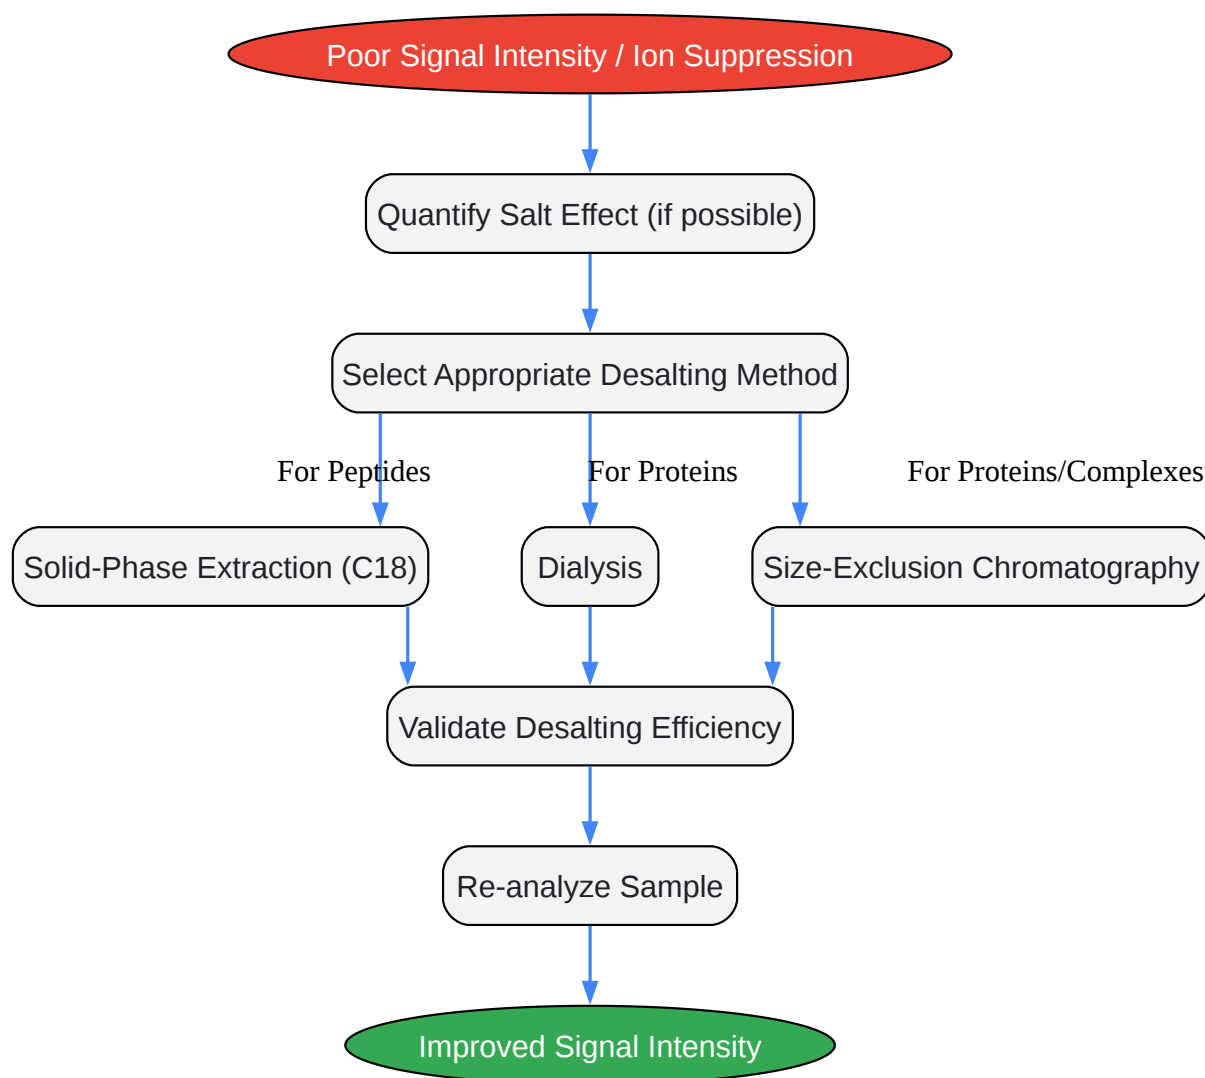 Poor Signal Intensity / Ion Suppression
Quantify Salt Effect (if possible)
Select Appropriate Desalting Method
For Peptides
For Proteins
For Proteins/Complexes
Solid-Phase Extraction (C18)
Dialysis
Size-Exclusion Chromatography
Validate Desalting Efficiency
Re-analyze Sample
Improved Signal Intensity